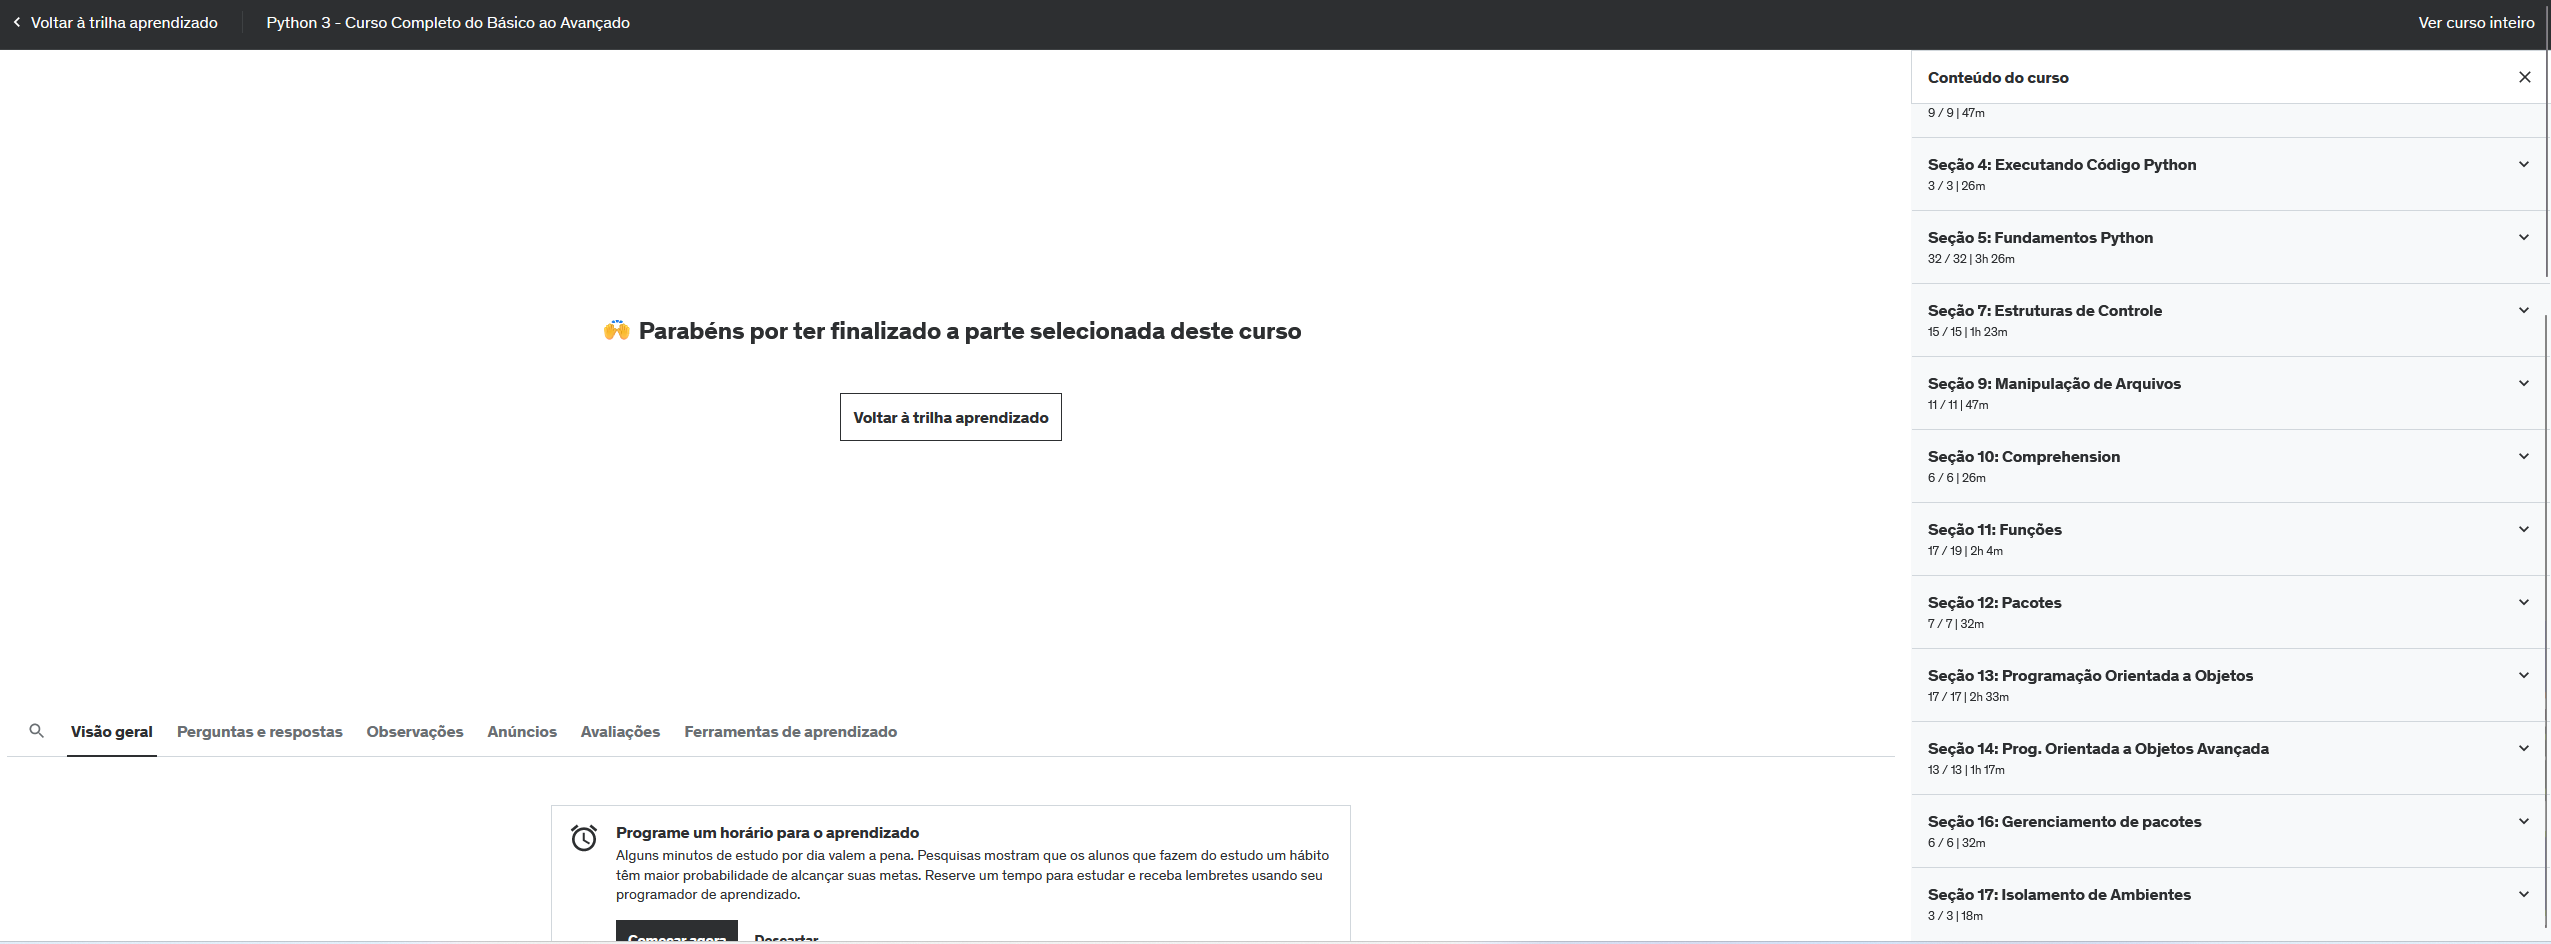 Voltar à trilha aprendizado
Python 3 - Curso Completo do Básico ao Avançado
Ver curso inteiro
Parabéns por ter finalizado a parte selecionada deste curso
Voltar à trilha aprendizado
Visão geral
Perguntas e respostas
Observações
Anúncios
Avaliações
Ferramentas de aprendizado
Programe um horário para o aprendizado
Alguns minutos de estudo por dia valem a pena. Pesquisas mostram que os alunos que fazem do estudo um hábito
têm maior probabilidade de alcançar suas metas. Reserve um tempo para estudar e receba lembretes usando seu
programador de aprendizado.
Começar agora
Descartar
Conteúdo do curso
9 / 9 | 47m
Seção 4: Executando Código Python
3 / 3 | 26m
Seção 5: Fundamentos Python
32 / 32 | 3h 26m
Seção 7: Estruturas de Controle
15 / 15 | 1h 23m
Seção 9: Manipulação de Arquivos
11 / 11 | 47m
Seção 10: Comprehension
6 / 6 | 26m
Seção 11: Funções
17 / 19 | 2h 4m
Seção 12: Pacotes
7 / 7 | 32m
Seção 13: Programação Orientada a Objetos
17 / 17 | 2h 33m
Seção 14: Prog. Orientada a Objetos Avançada
13 / 13 | 1h 17m
Seção 16: Gerenciamento de pacotes
6 / 6 | 32m
Seção 17: Isolamento de Ambientes
3 / 3 | 18m